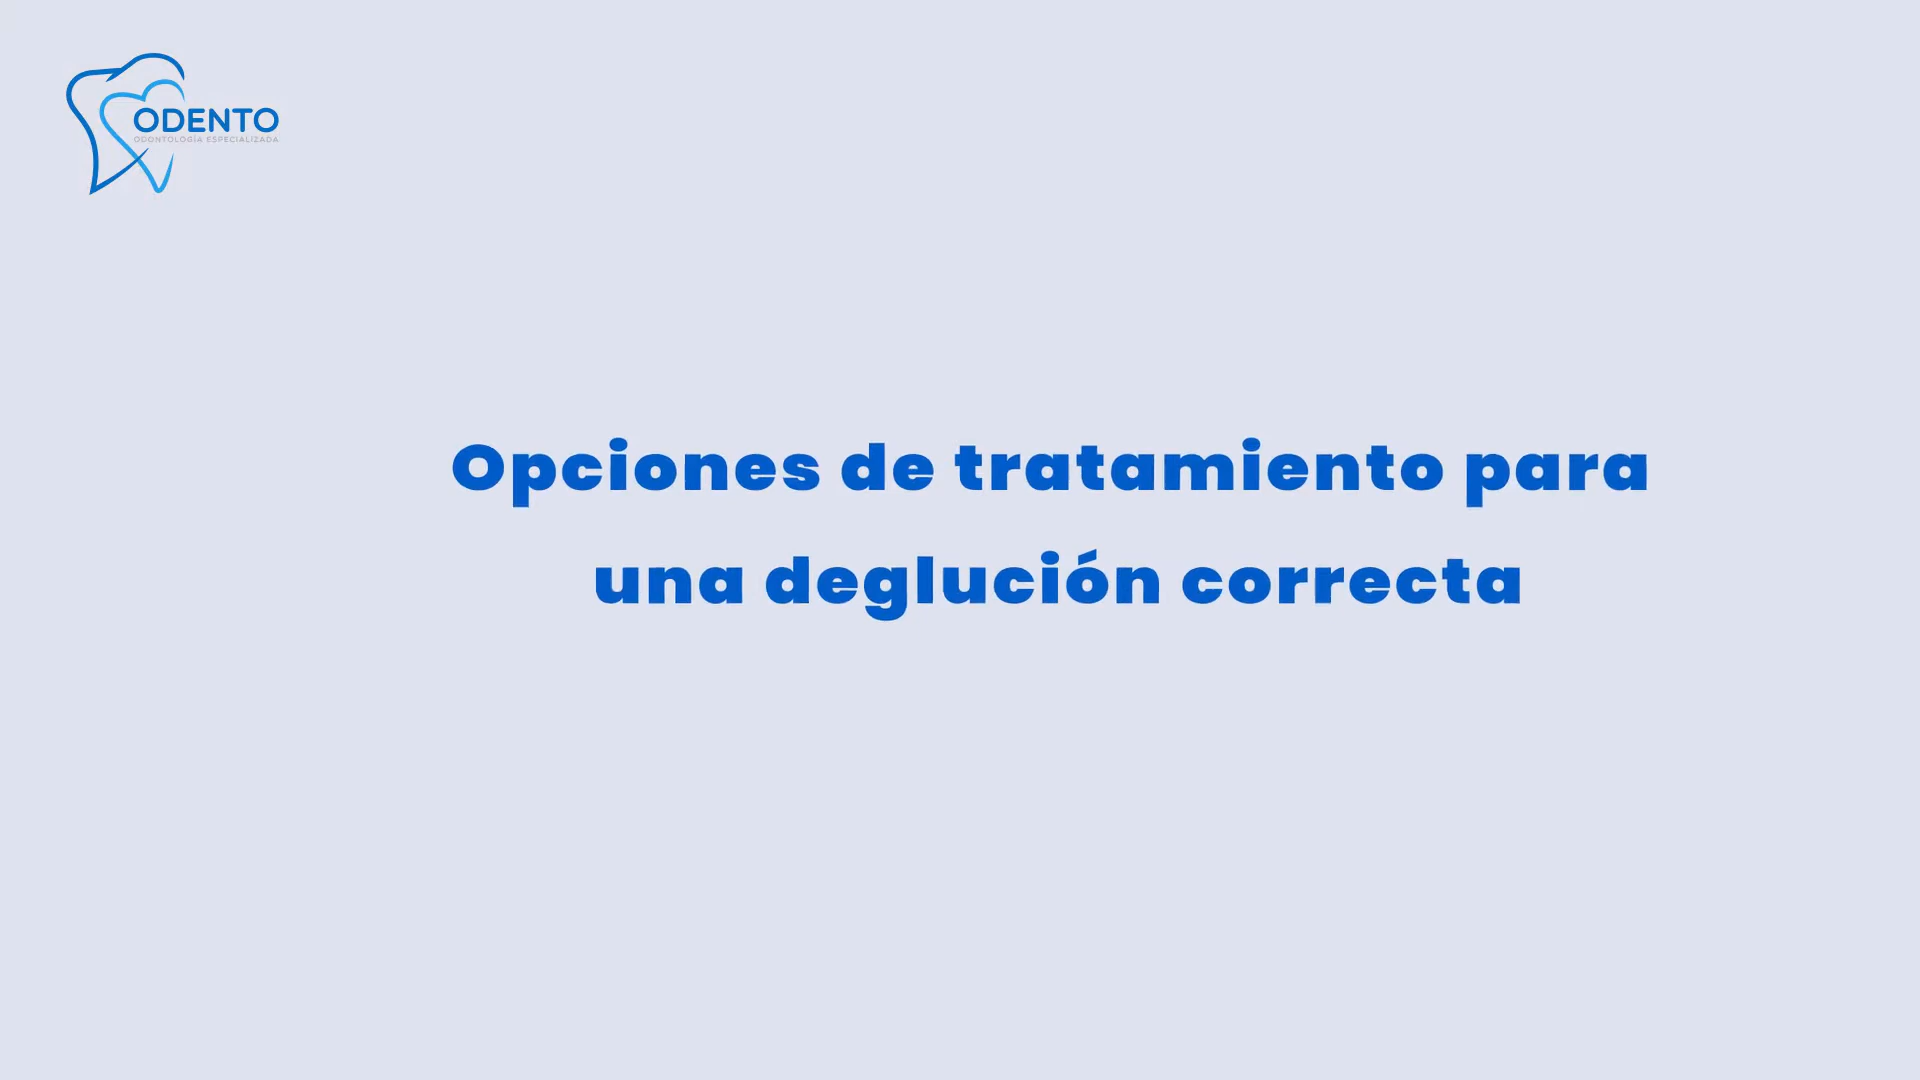 ODENTO
ODONTOLOGÍA ESPECIALIZADA
Opciones de tratamiento para
una deglución correcta